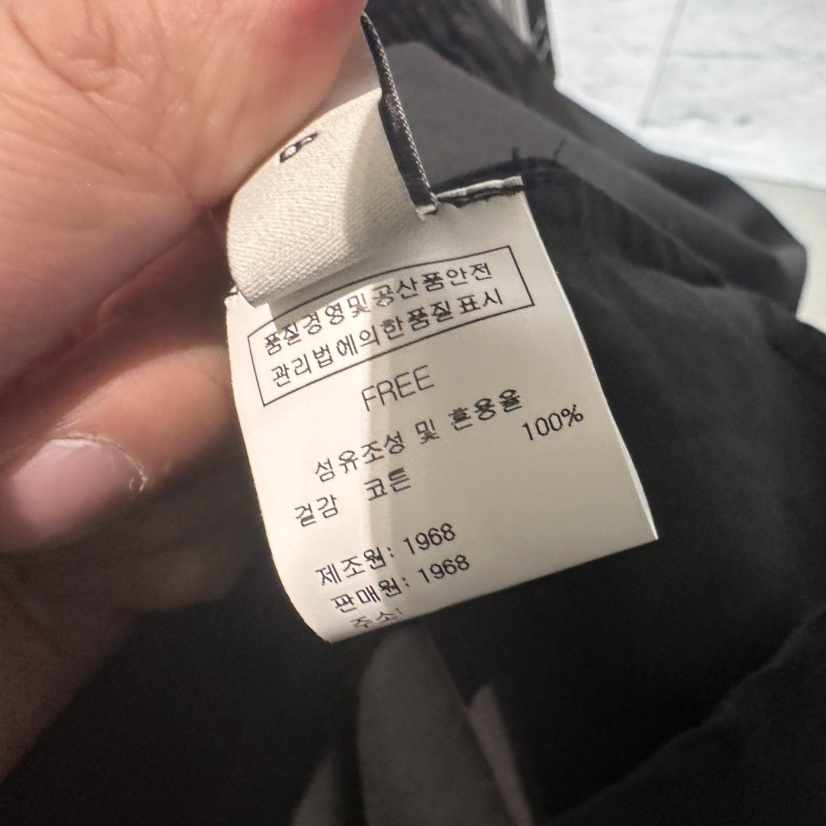 품질경영및공산품안전
관리법에의한품질표시
FREE
섬유조성 및 혼용율
겉감 코튼 100%
제조원: 1968
판매원: 1968
주소: